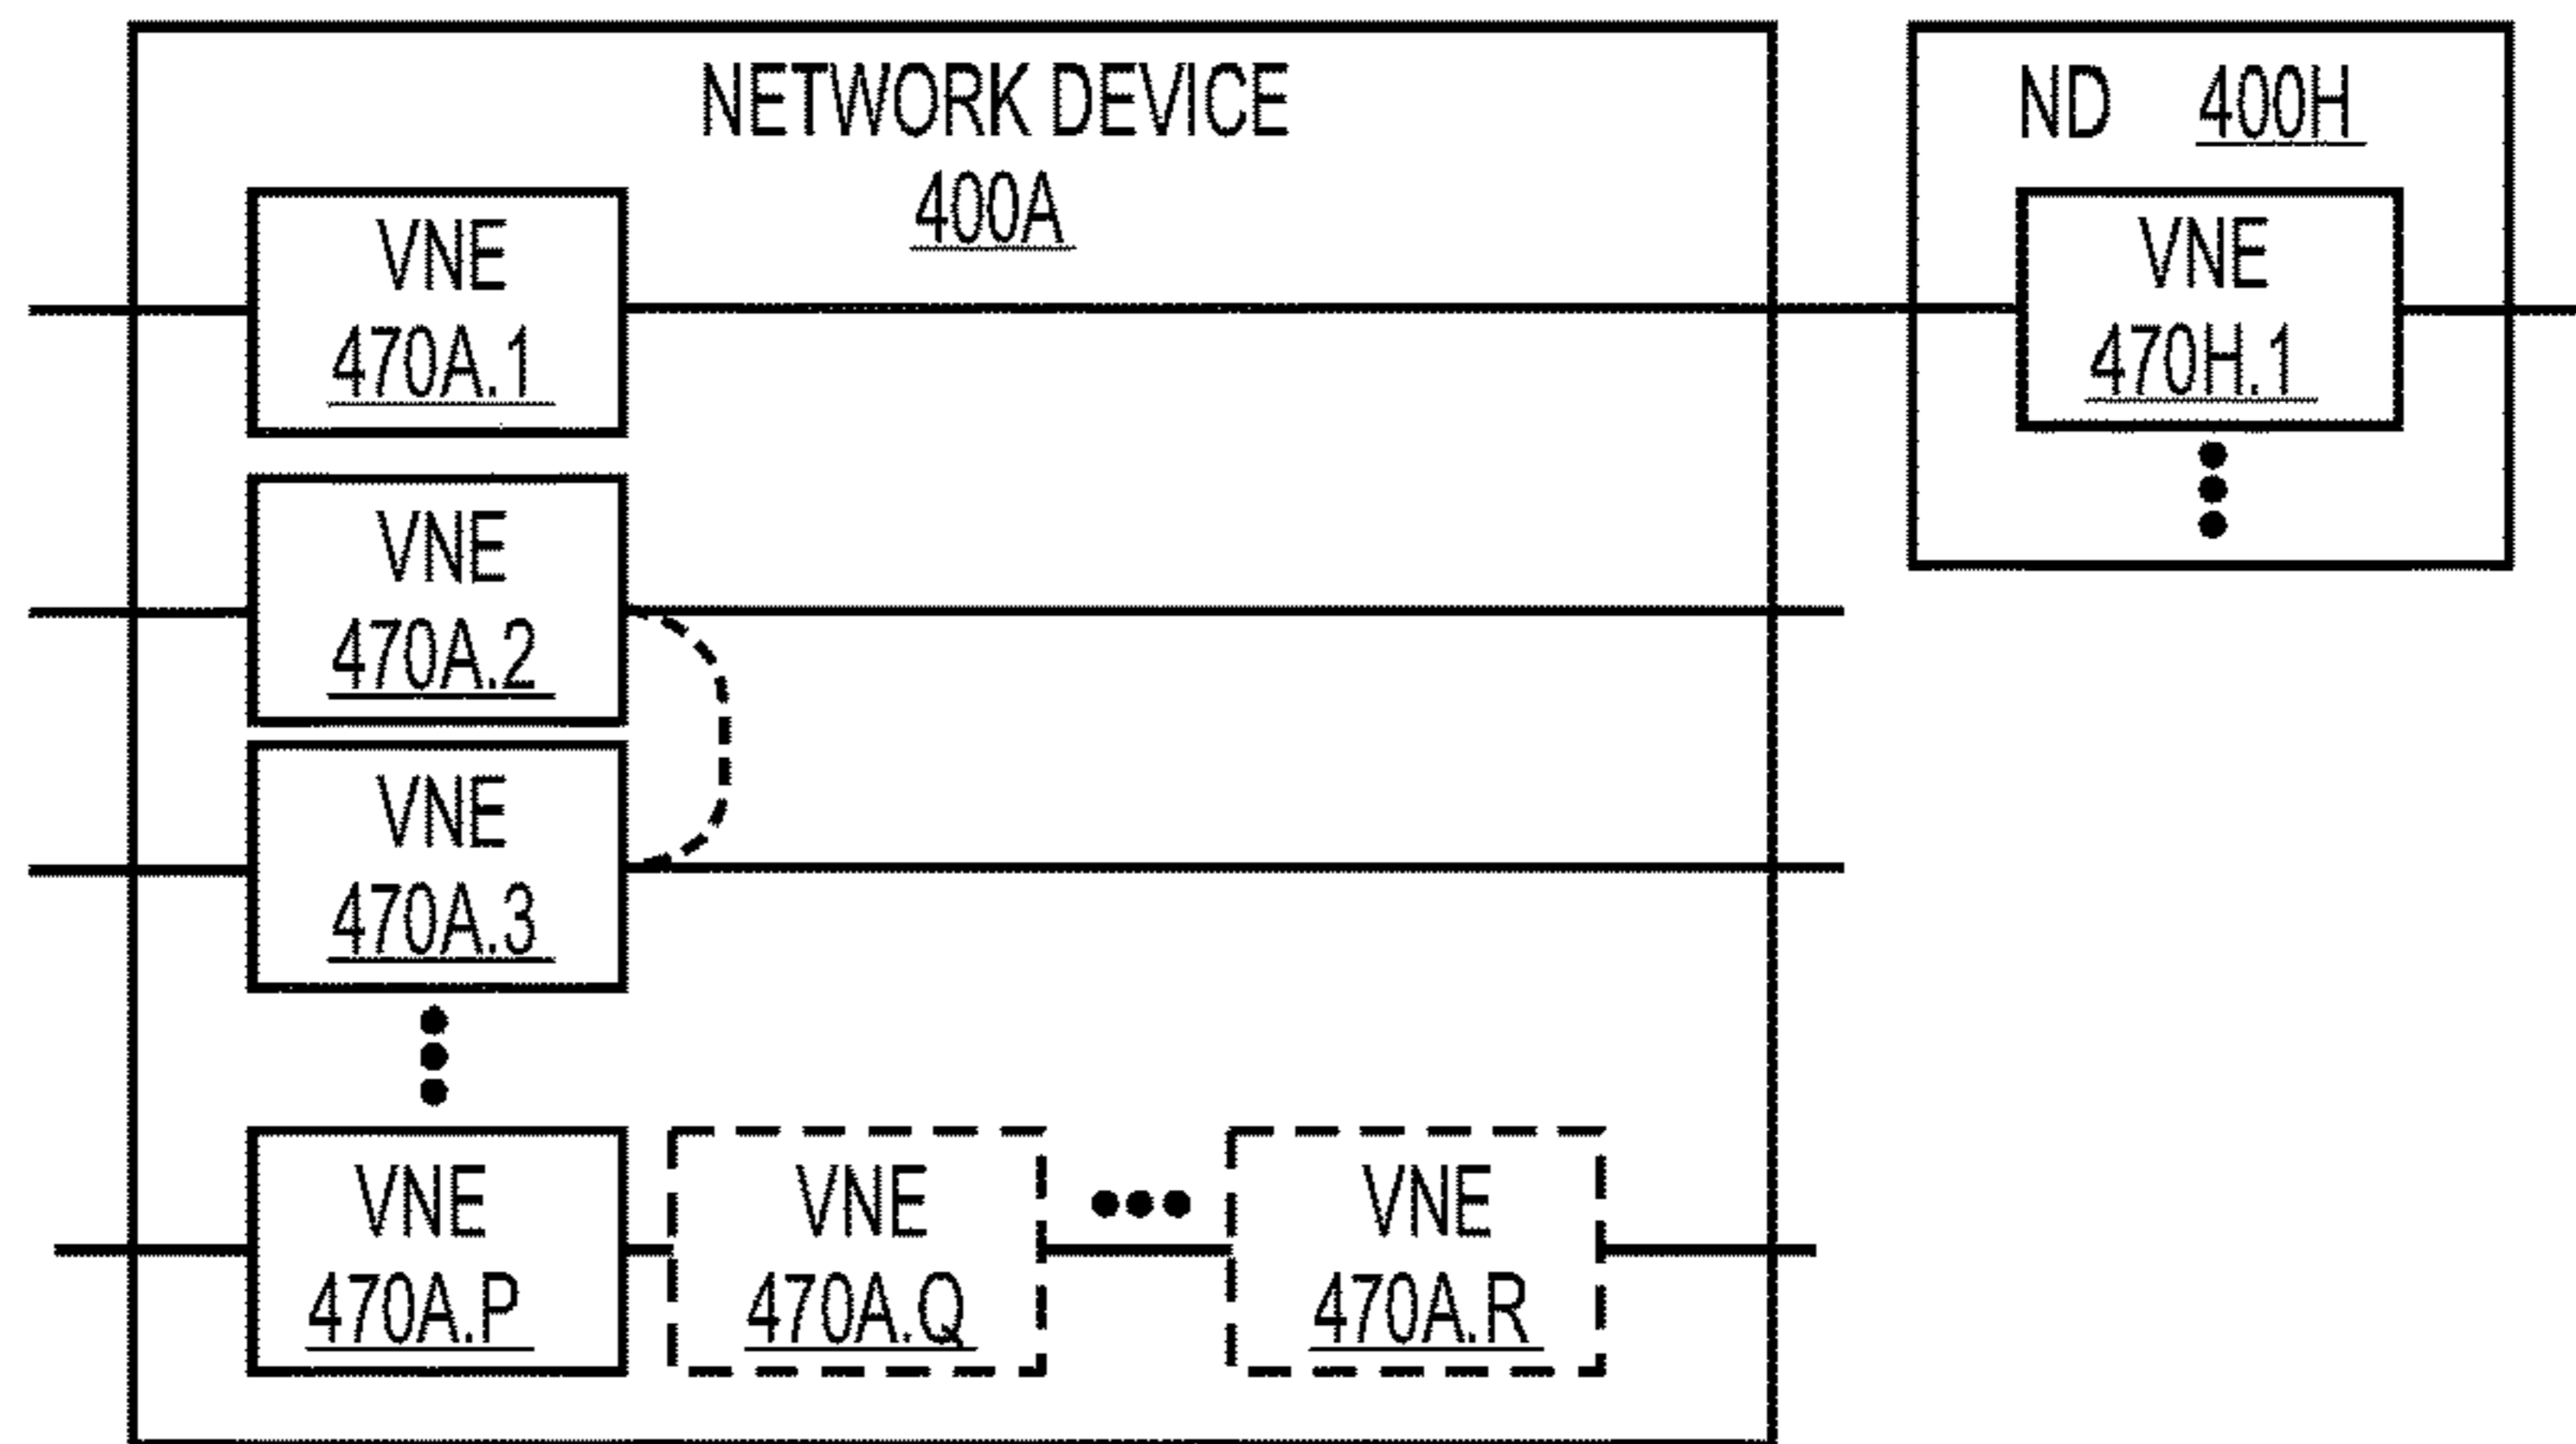 NETWORK DEVICE
400A
ND 400H
VNE
470A.1
VNE
470H.1
VNE
470A.2
VNE
470A.3
VNE
470A.P
VNE
470A.Q
VNE
470A.R